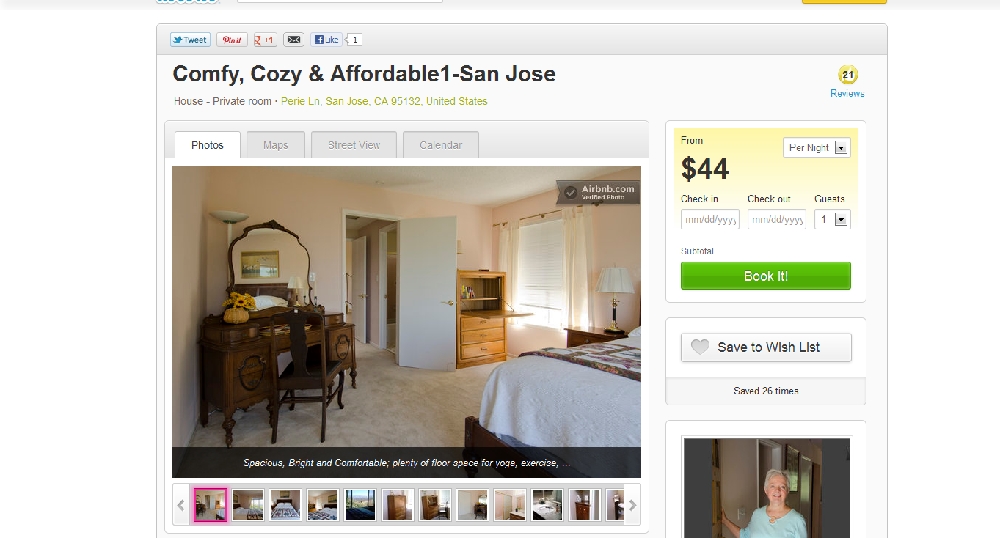 Tweet
Pin it
g +1
Like
1
Comfy, Cozy & Affordable1-San Jose
21
Reviews
House - Private room · Perie Ln, San Jose, CA 95132, United States
Photos
Maps
Street View
Calendar
Airbnb.com
Verified Photo
Spacious, Bright and Comfortable; plenty of floor space for yoga, exercise, ...
From
Per Night
$44
Check in
Check out
Guests
mm/dd/yyyy
mm/dd/yyyy
1
Subtotal
Book it!
Save to Wish List
Saved 26 times